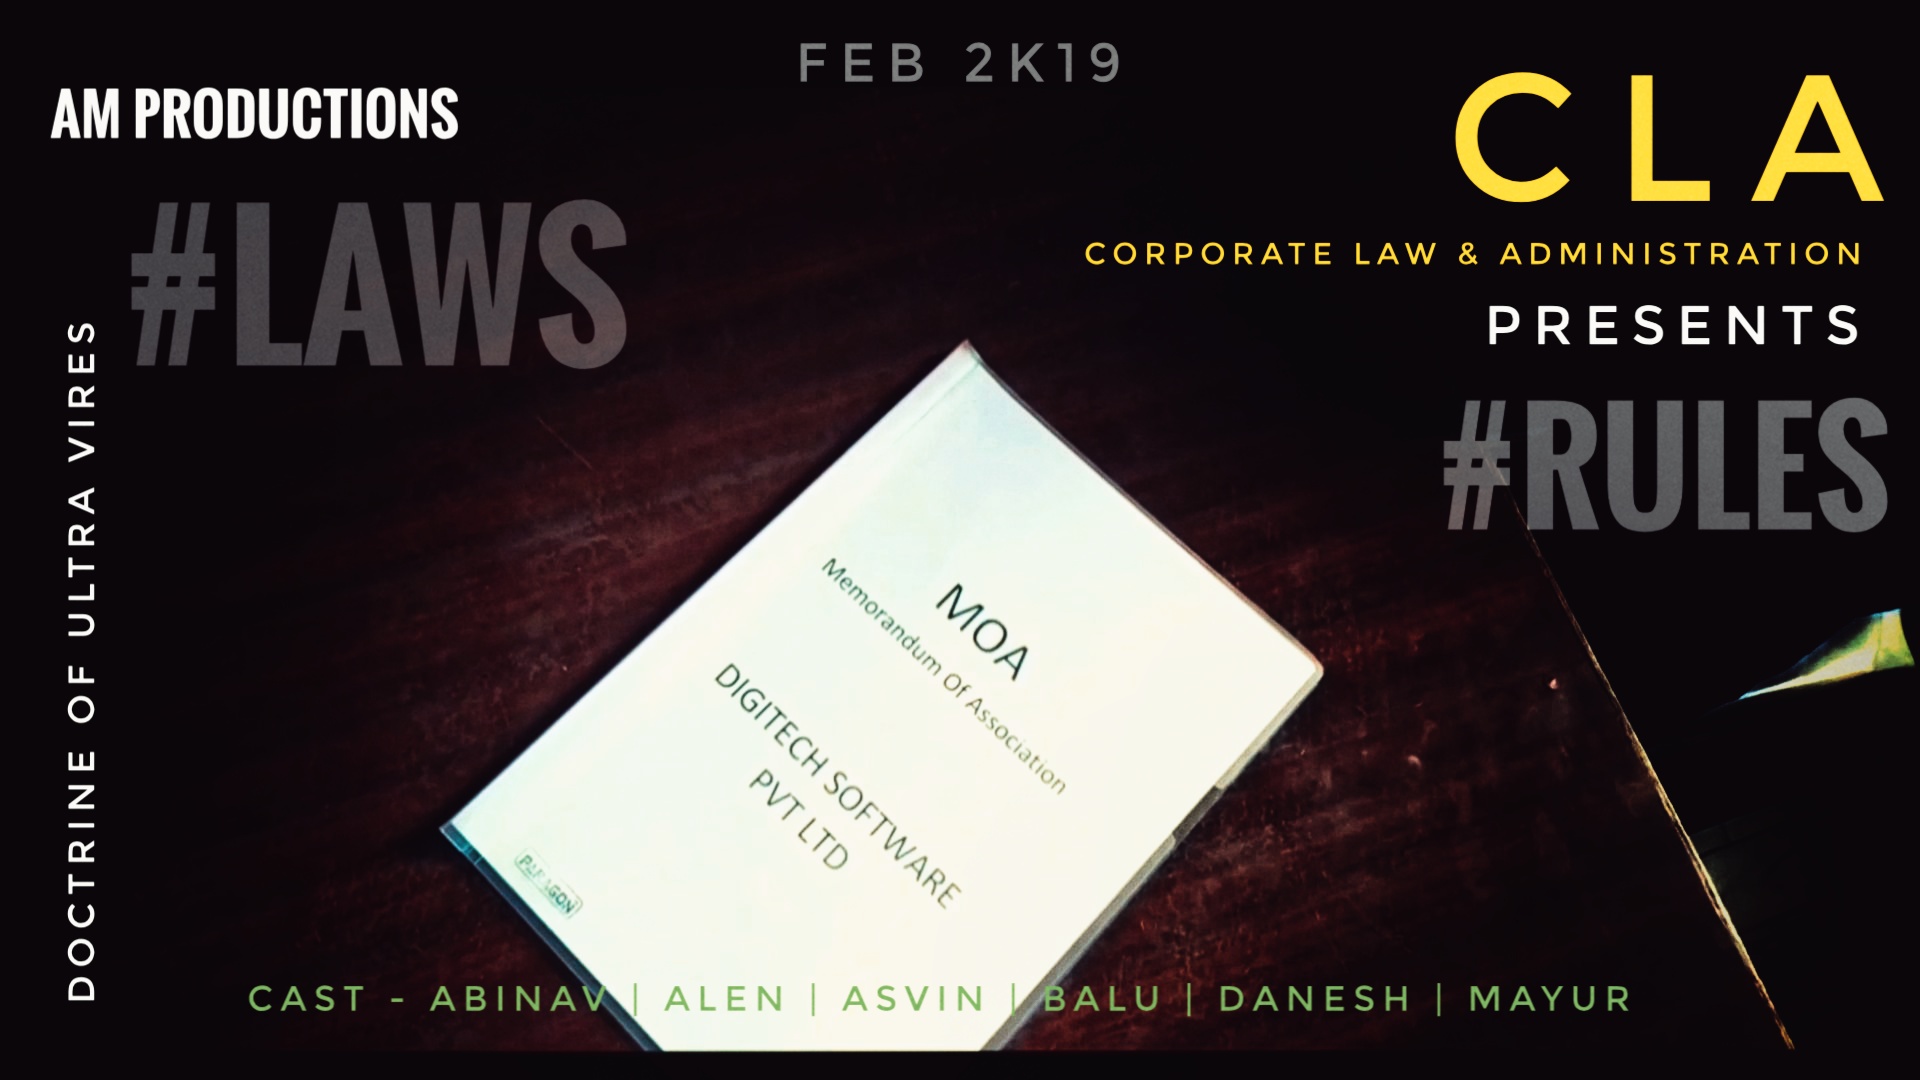 FEB 2K19
AM PRODUCTIONS
CLA
CORPORATE LAW & ADMINISTRATION
PRESENTS
#LAWS
#RULES
DOCTRINE OF ULTRA VIRES
MOA
Memorandum Of Association
DIGITECH SOFTWARE
PVT LTD
PARAGON
CAST - ABINAV | ALEN | ASVIN | BALU | DANESH | MAYUR